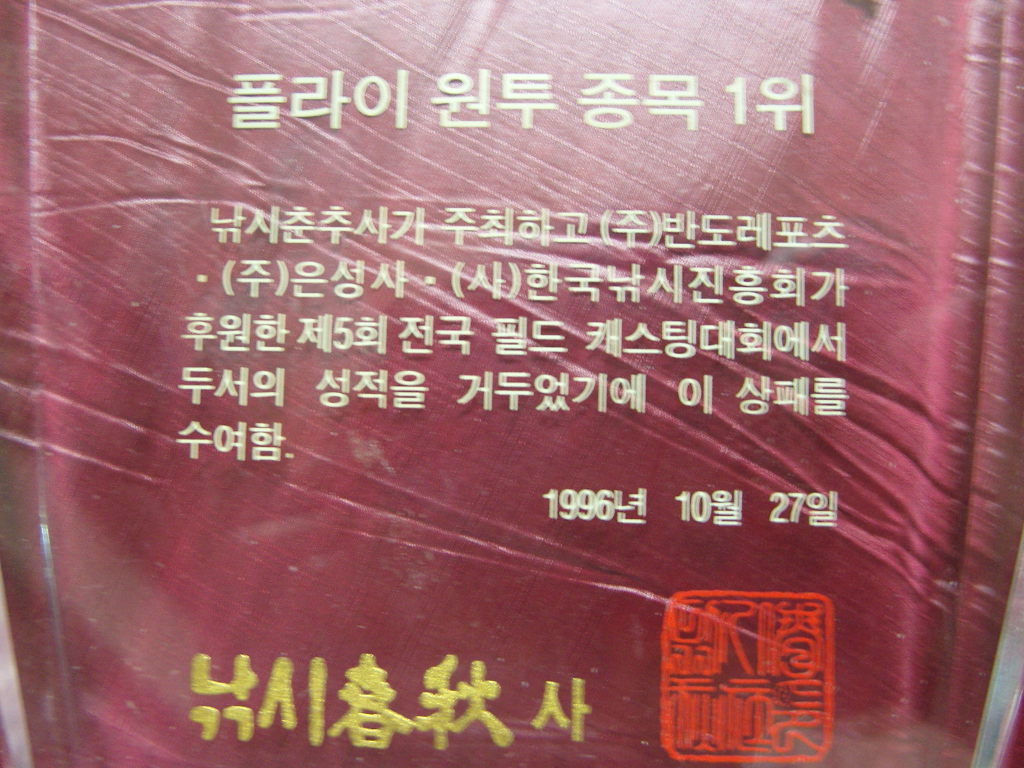 플라이 원투 종목 1위
낚시춘추사가 주최하고 (주)반도레포츠
· (주)은성사 · (사)한국낚시진흥회가
후원한 제5회 전국 필드 캐스팅대회에서
두서의 성적을 거두었기에 이 상패를
수여함.
1996년 10월 27일
낚시春秋 사